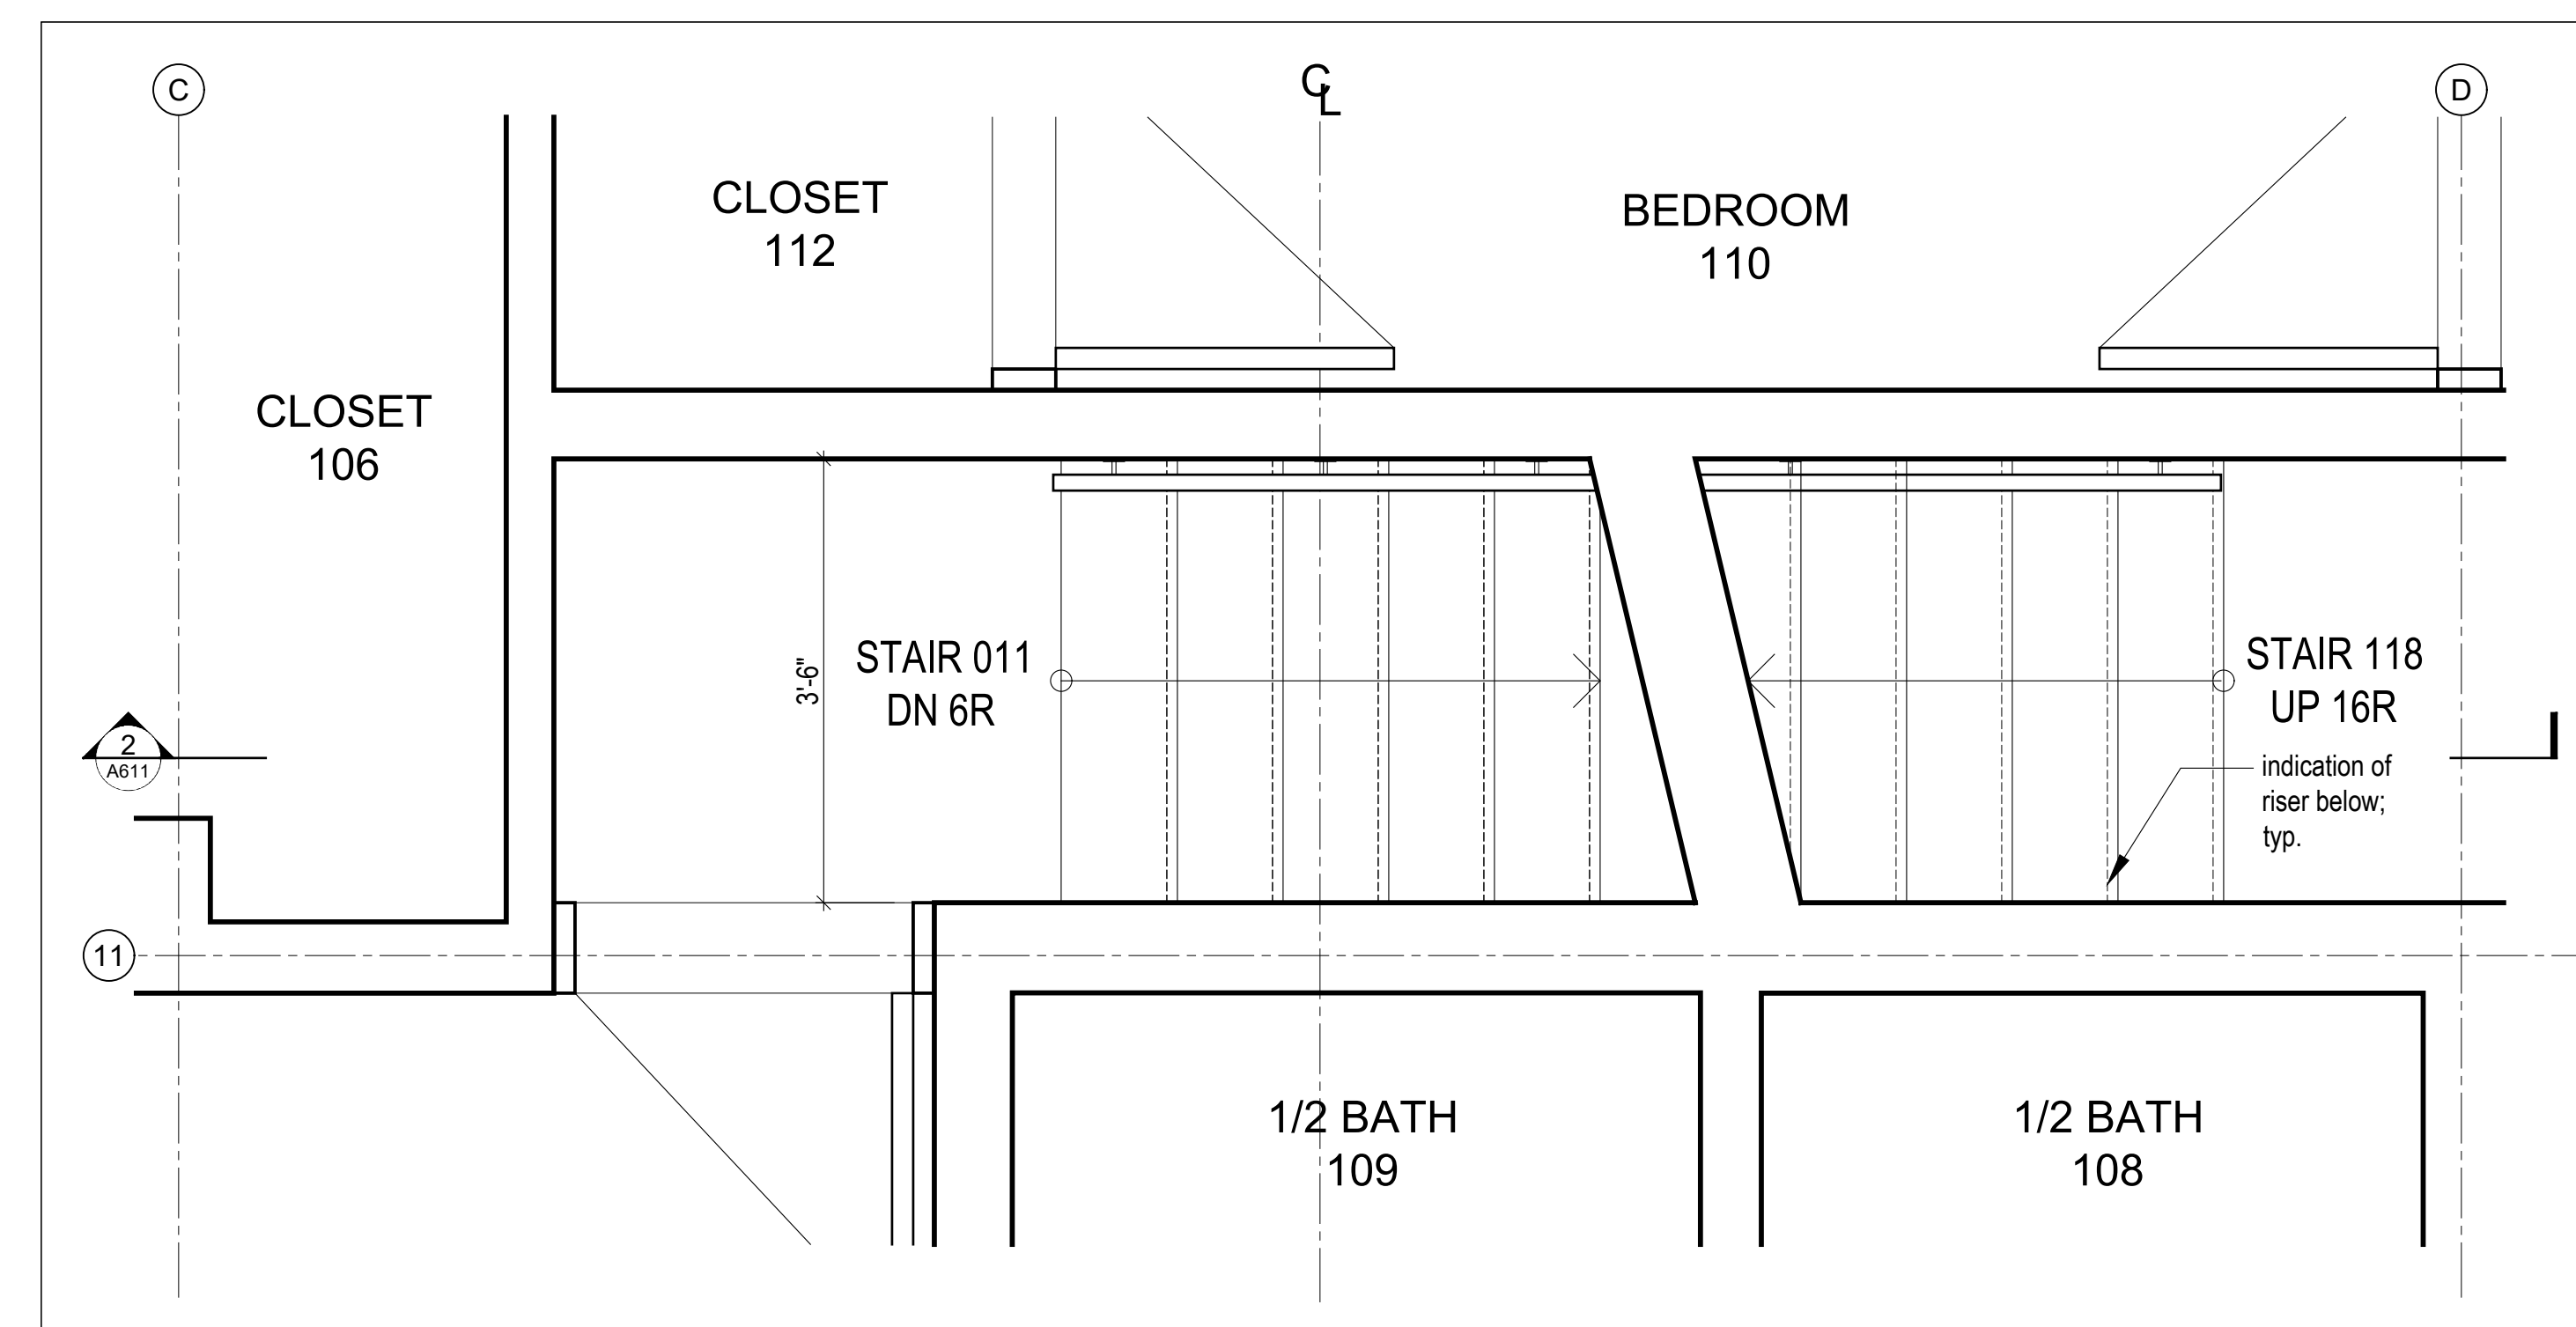 C
CL
D
CLOSET
112
BEDROOM
110
CLOSET
106
3'-6"
STAIR 011
DN 6R
STAIR 118
UP 16R
indication of
riser below;
typ.
2
A611
11
1/2 BATH
109
1/2 BATH
108